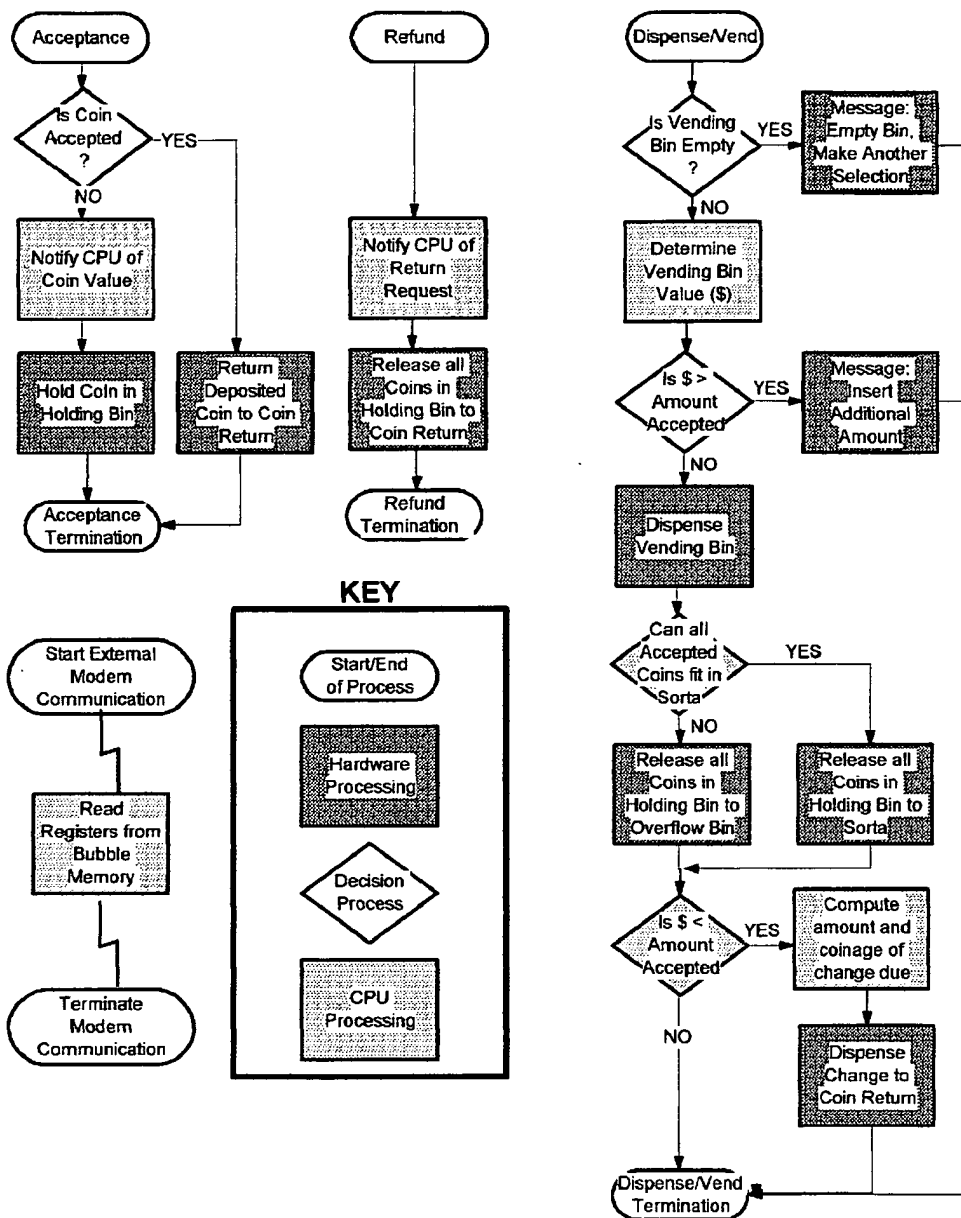 Acceptance
Is Coin
Accepted
?
YES
NO
Notify CPU of
Coin Value
Hold Coin in
Holding Bin
Return
Deposited
Coin to Coin
Return
Acceptance
Termination
Refund
Notify CPU of
Return
Request
Release all
Coins in
Holding Bin to
Coin Return
Refund
Termination
Start External
Modem
Communication
Read
Registers from
Bubble
Memory
Terminate
Modem
Communication
KEY
Start/End
of Process
Hardware
Processing
Decision
Process
CPU
Processing
Dispense/Vend
Is Vending
Bin Empty
?
YES
Message:
Empty Bin,
Make Another
Selection
NO
Determine
Vending Bin
Value ($)
Is $ >
Amount
Accepted
YES
Message:
Insert
Additional
Amount
NO
Dispense
Vending Bin
Can all
Accepted
Coins fit in
Sorta
YES
NO
Release all
Coins in
Holding Bin to
Overflow Bin
Release all
Coins in
Holding Bin to
Sorta
Is $ <
Amount
Accepted
YES
Compute
amount and
coinage of
change due
NO
Dispense
Change to
Coin Return
Dispense/Vend
Termination